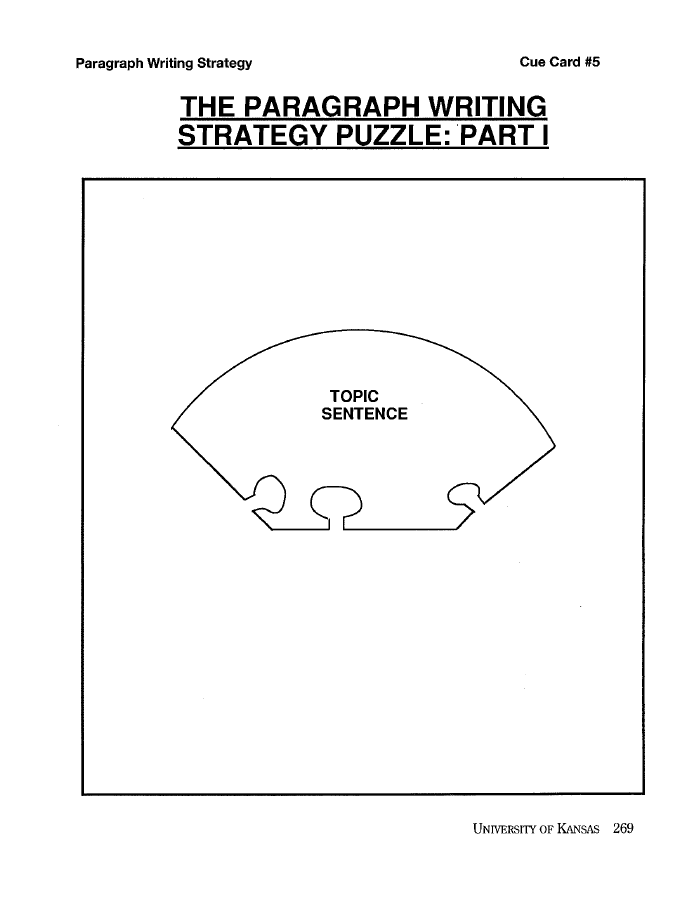 Paragraph Writing Strategy
Cue Card #5
THE PARAGRAPH WRITING
STRATEGY PUZZLE: PART I
TOPIC
SENTENCE
UNIVERSITY OF KANSAS 269